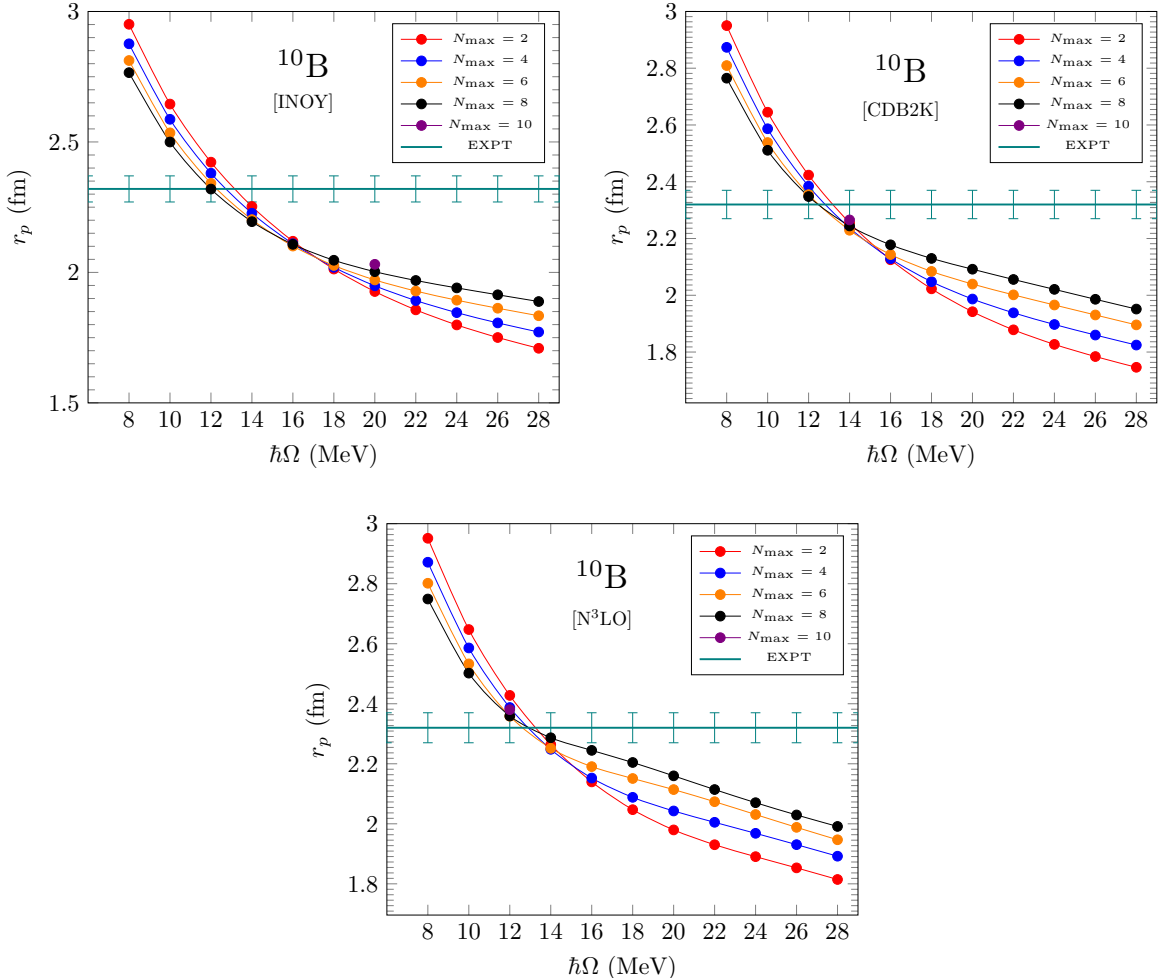 3
2.5
2
1.5
r_p (fm)
¹⁰B
[INOY]
N_max = 2
N_max = 4
N_max = 6
N_max = 8
N_max = 10
EXPT
8 10 12 14 16 18 20 22 24 26 28
ℏΩ (MeV)
3
2.8
2.6
2.4
2.2
2
1.8
r_p (fm)
¹⁰B
[CDB2K]
N_max = 2
N_max = 4
N_max = 6
N_max = 8
N_max = 10
EXPT
8 10 12 14 16 18 20 22 24 26 28
ℏΩ (MeV)
3
2.8
2.6
2.4
2.2
2
1.8
r_p (fm)
¹⁰B
[N³LO]
N_max = 2
N_max = 4
N_max = 6
N_max = 8
N_max = 10
EXPT
8 10 12 14 16 18 20 22 24 26 28
ℏΩ (MeV)